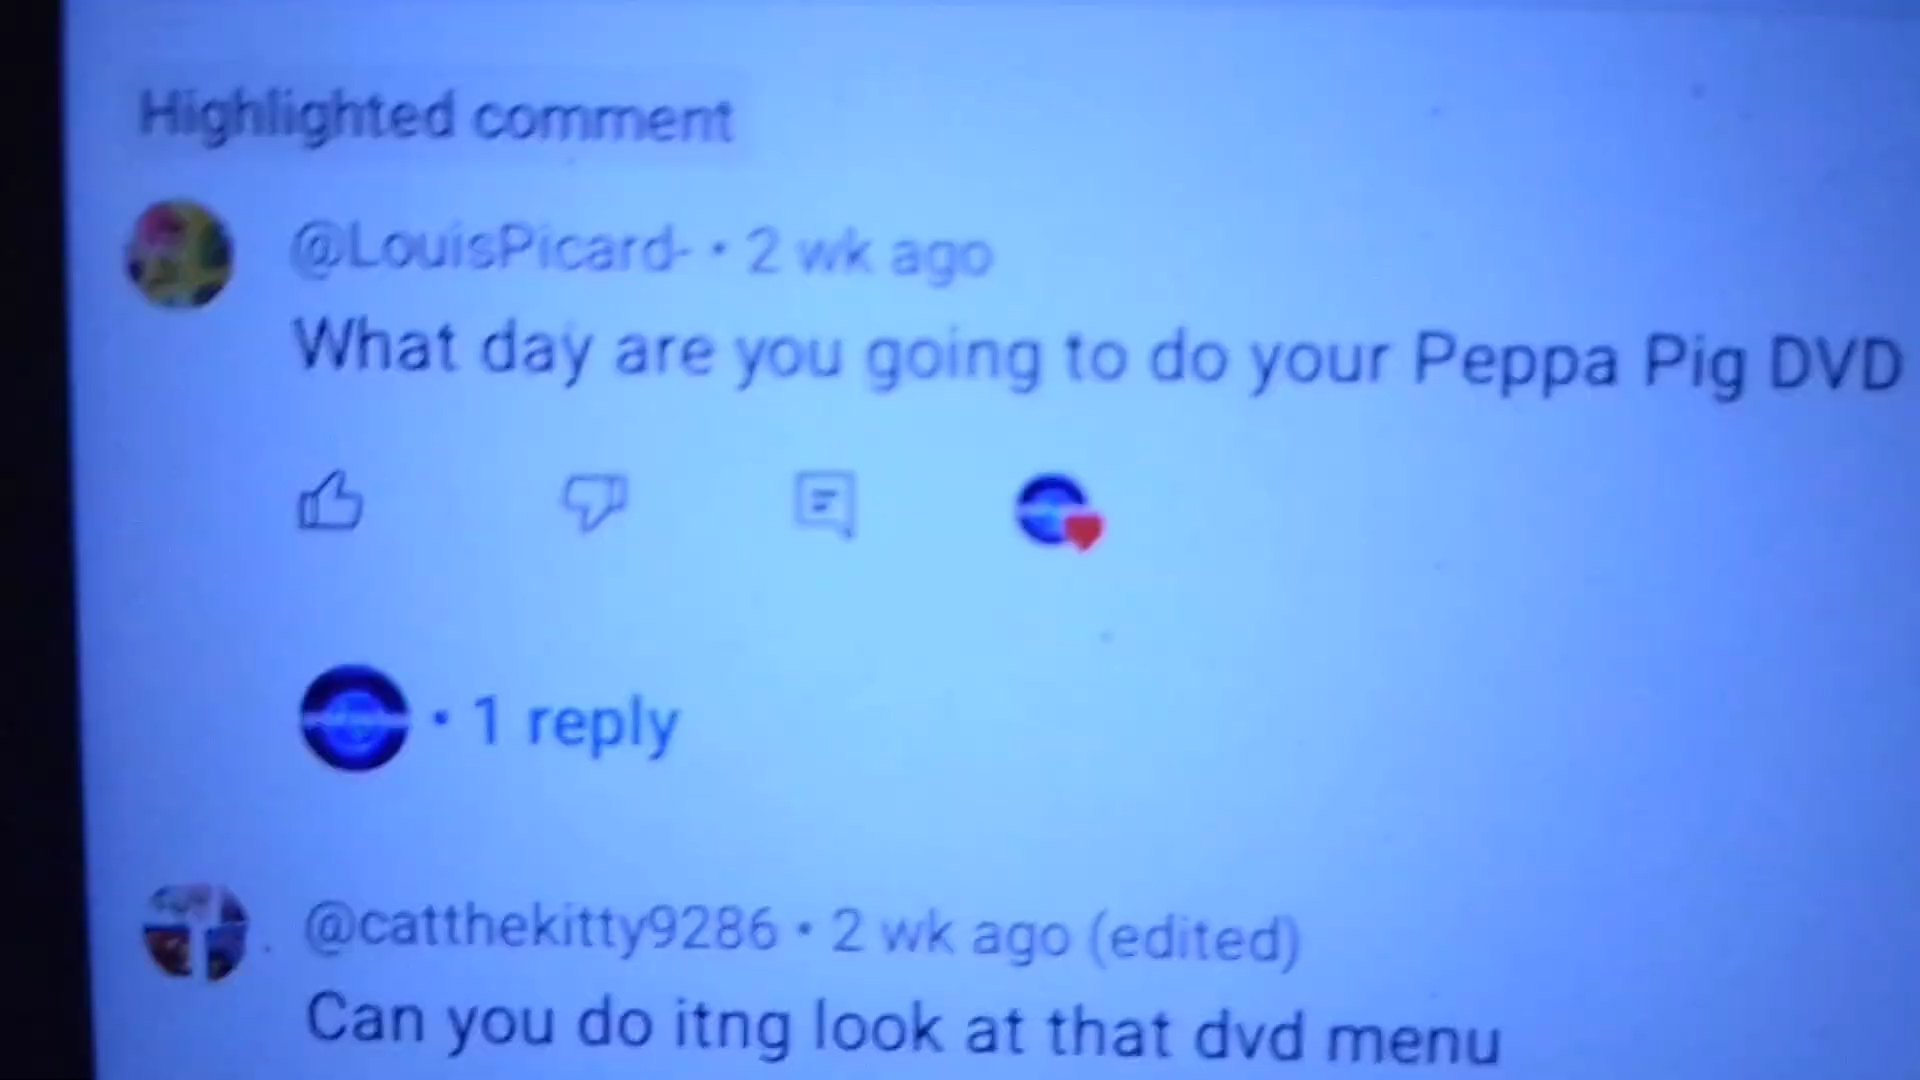 Highlighted comment
@LouisPicard- • 2 wk ago
What day are you going to do your Peppa Pig DVD
• 1 reply
@catthekitty9286 • 2 wk ago (edited)
Can you do itng look at that dvd menu